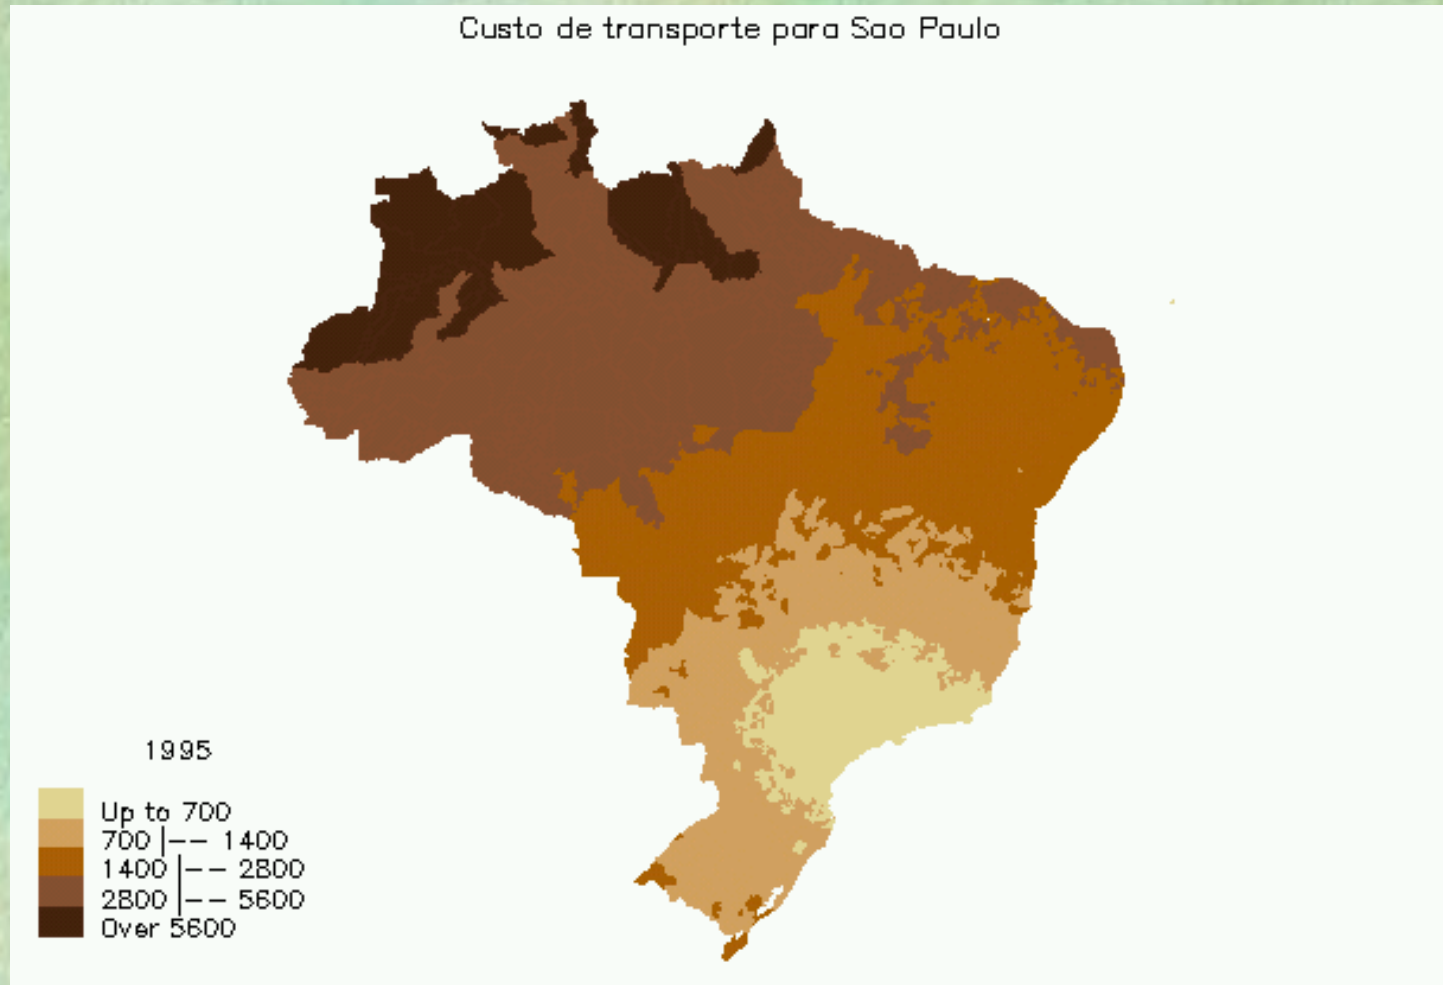 Custo de transporte para Sao Paulo
1995
Up to 700
700 |-- 1400
1400 |-- 2800
2800 |-- 5600
Over 5600